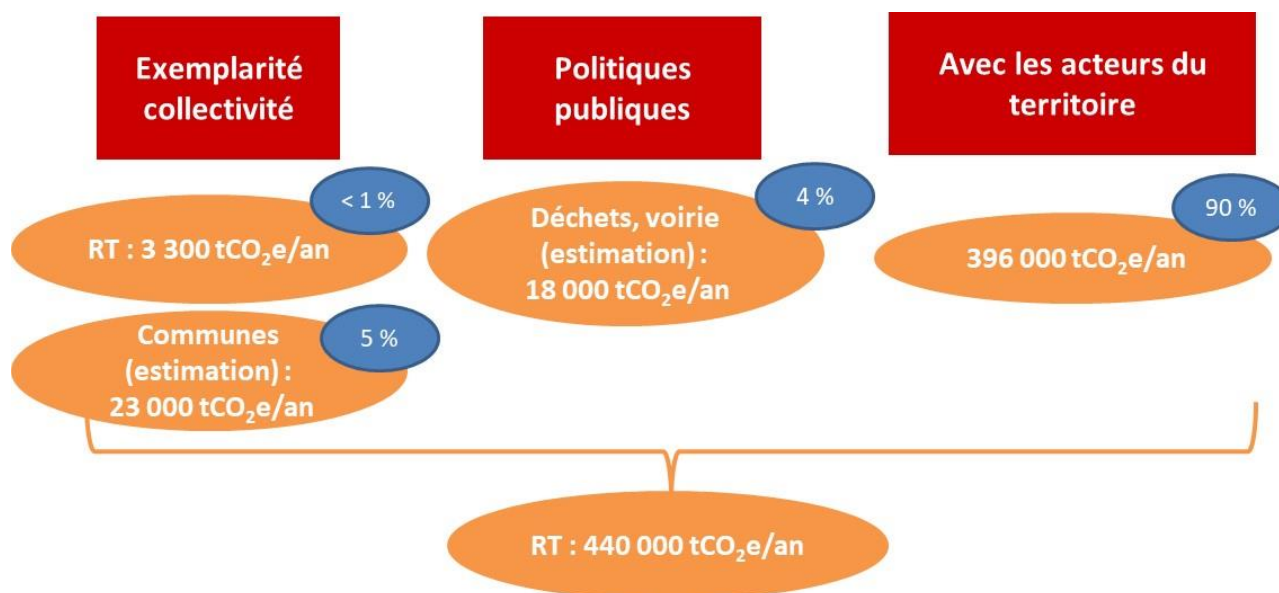 Exemplarité
collectivité
Politiques
publiques
Avec les acteurs du
territoire
< 1 %
RT : 3 300 tCO₂e/an
5 %
Communes
(estimation) :
23 000 tCO₂e/an
4 %
Déchets, voirie
(estimation) :
18 000 tCO₂e/an
90 %
396 000 tCO₂e/an
RT : 440 000 tCO₂e/an